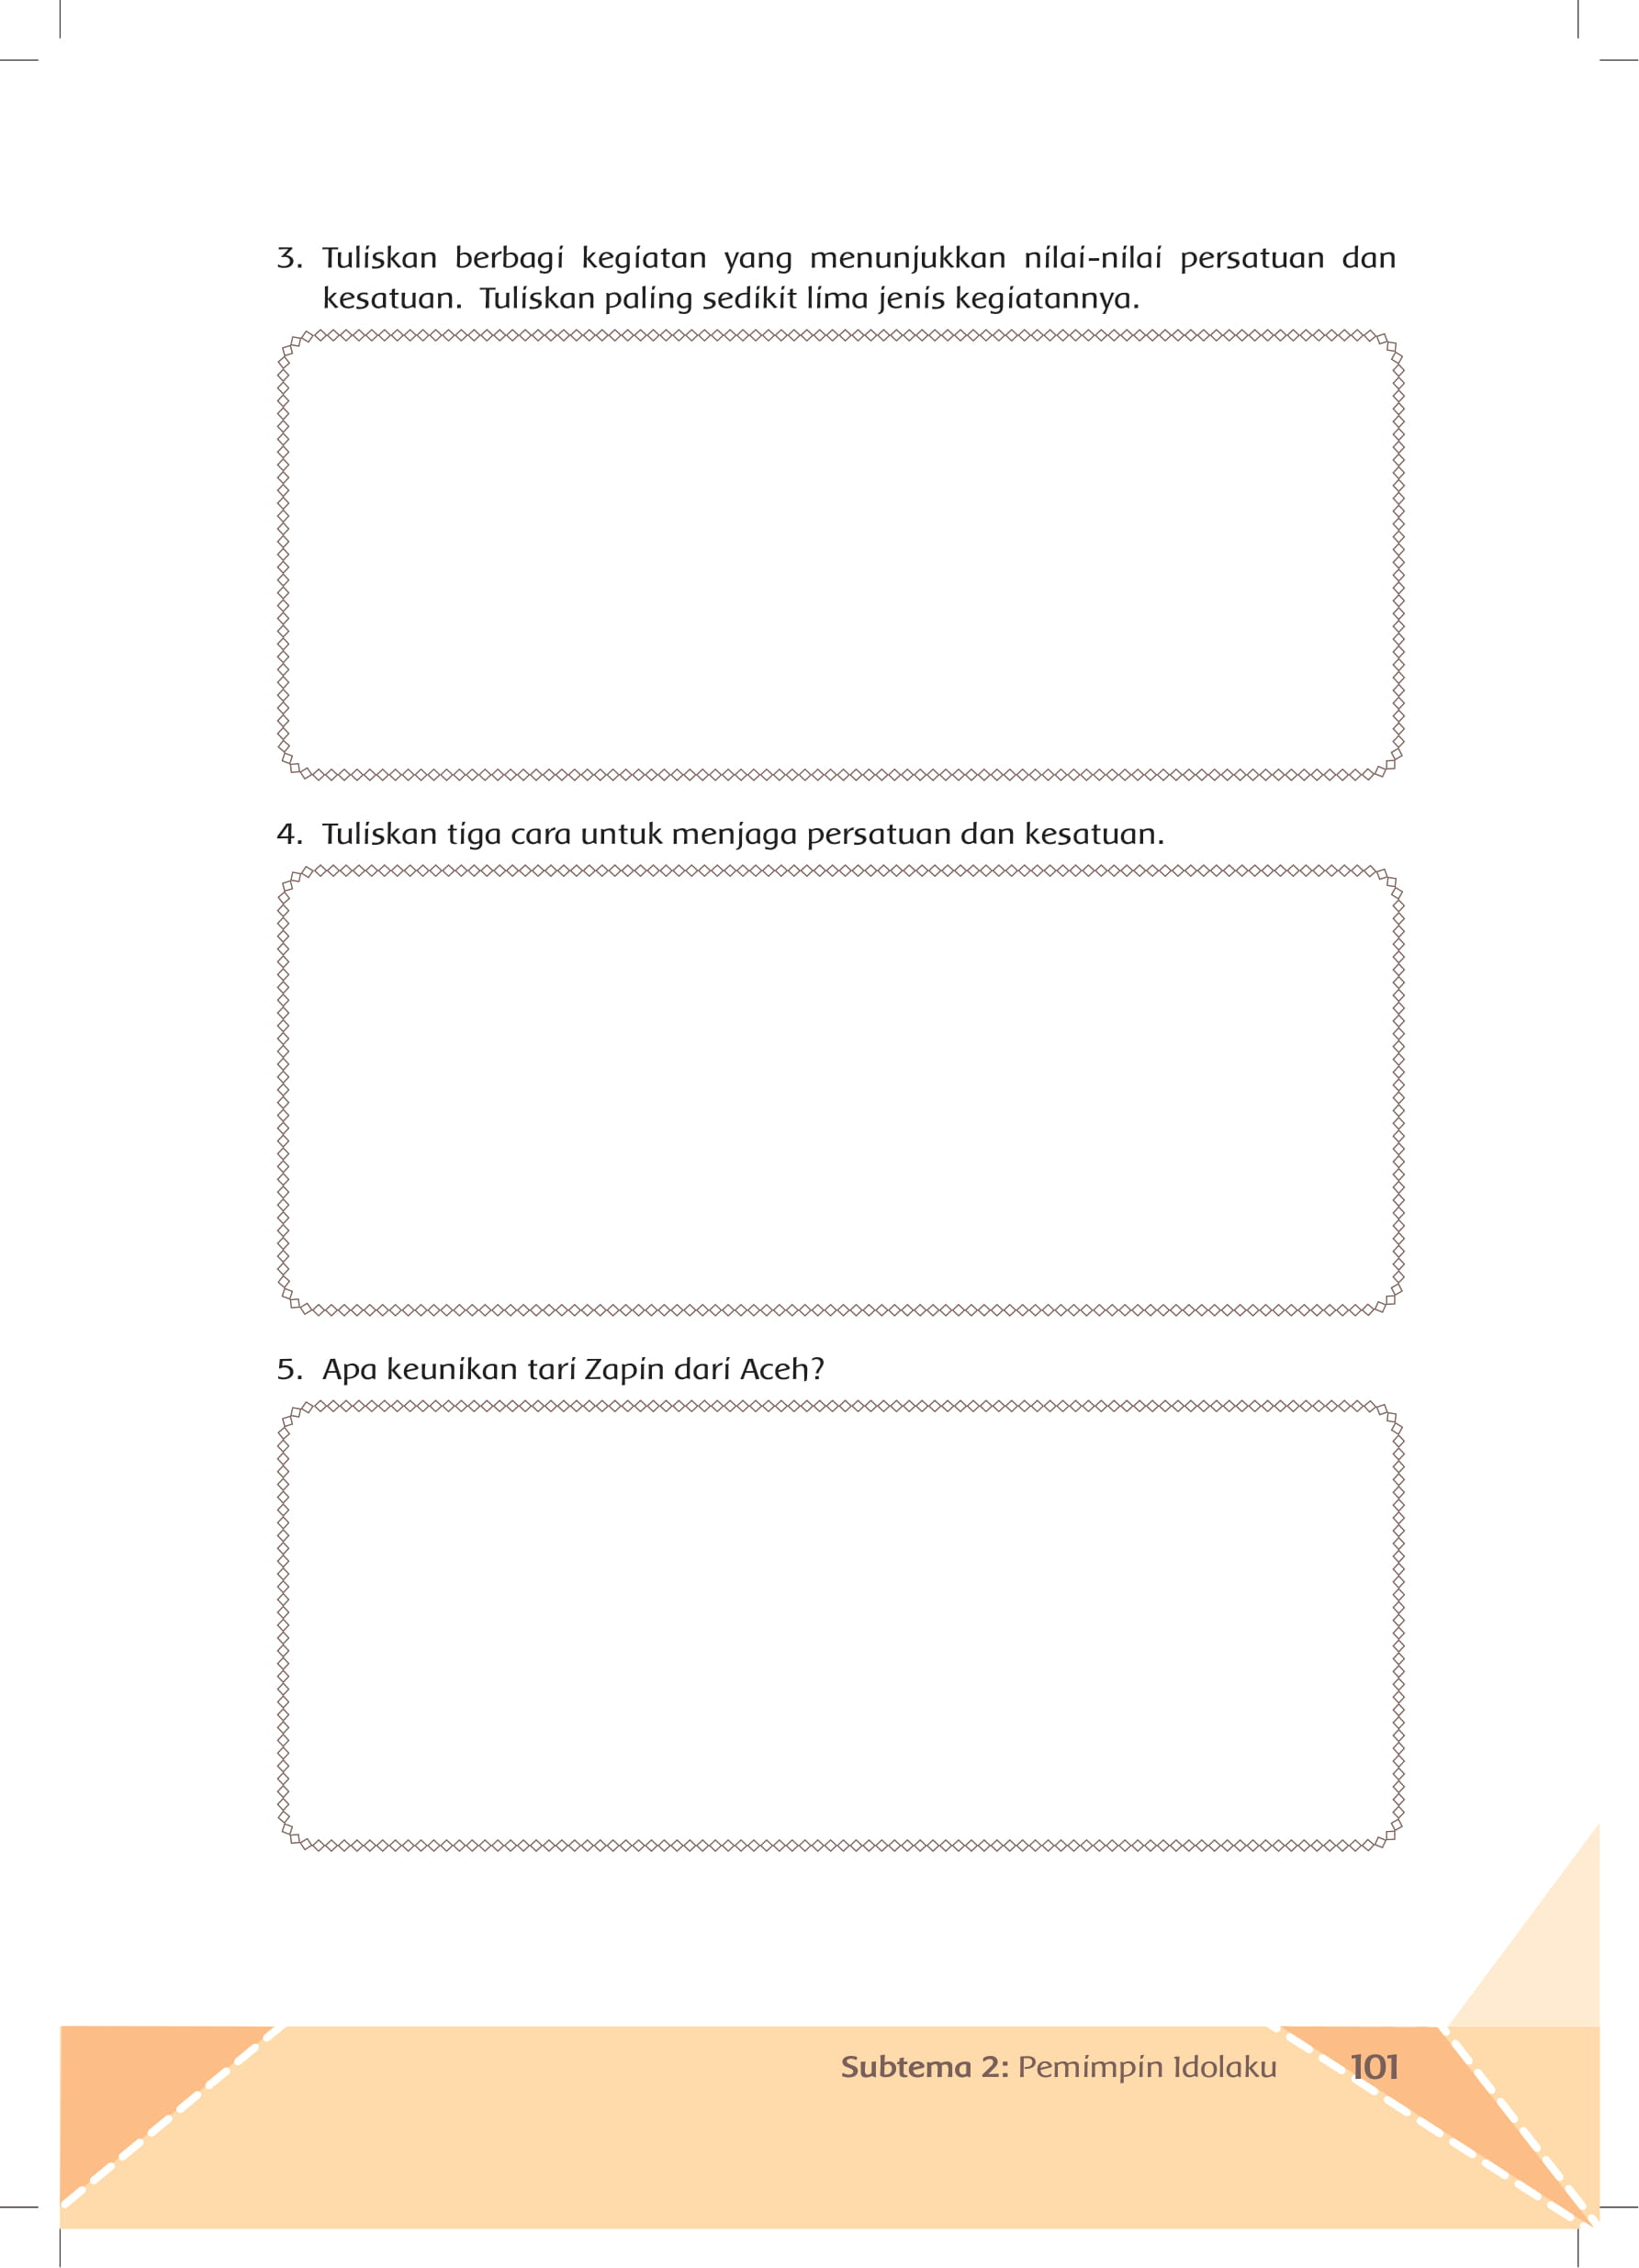 3. Tuliskan berbagi kegiatan yang menunjukkan nilai-nilai persatuan dan
kesatuan. Tuliskan paling sedikit lima jenis kegiatannya.
4. Tuliskan tiga cara untuk menjaga persatuan dan kesatuan.
5. Apa keunikan tari Zapin dari Aceh?
Subtema 2: Pemimpin Idolaku 101